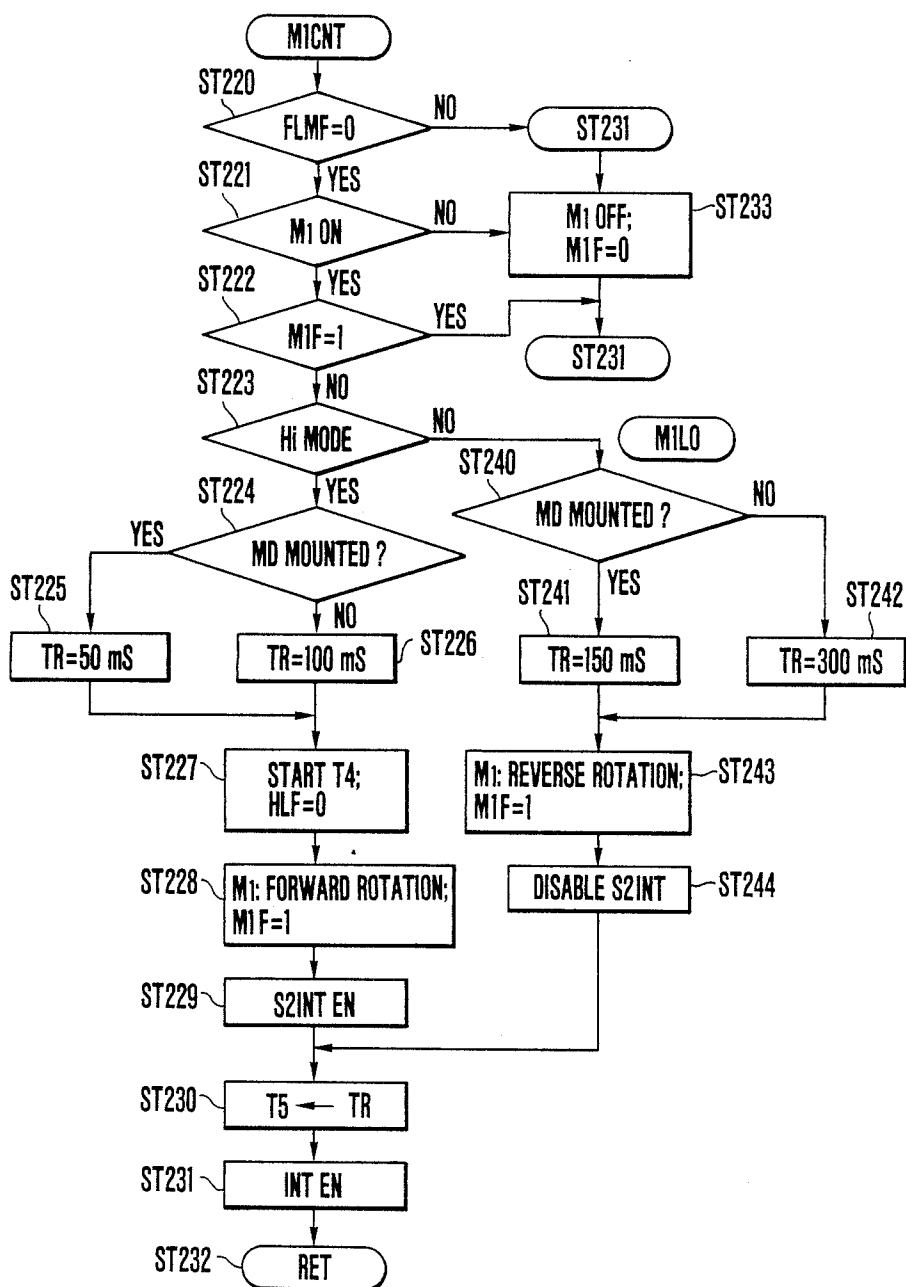 M1CNT
ST220
FLMF=0
NO
ST231
YES
ST221
M1 ON
NO
M1 OFF;
M1F=0
ST233
YES
ST222
M1F=1
YES
ST231
NO
ST223
Hi MODE
NO
M1LO
YES
ST224
MD MOUNTED ?
YES
NO
ST240
MD MOUNTED ?
NO
YES
ST225
TR=50 mS
TR=100 mS
ST226
ST241
TR=150 mS
ST242
TR=300 mS
ST227
START T4;
HLF=0
M1: REVERSE ROTATION;
M1F=1
ST243
ST228
M1: FORWARD ROTATION;
M1F=1
DISABLE S2INT
ST244
ST229
S2INT EN
ST230
T5 ← TR
ST231
INT EN
ST232
RET